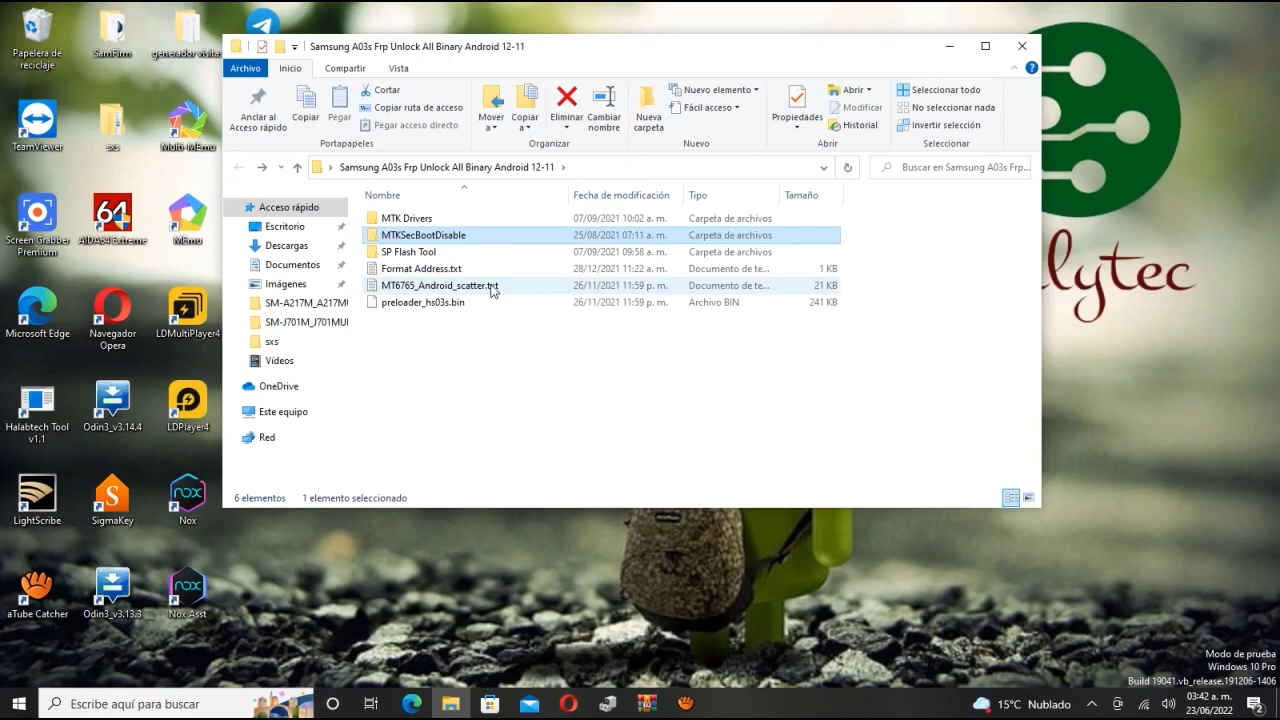 Papelera de
reciclaje
SamFirm
generador visitas
TeamViewer
sxs
Multi-MEmu
Screen Grabber
Premium
64
AIDA64 Extreme
MEmu
Microsoft Edge
Navegador
Opera
LDMultiPlayer4
Halabtech Tool
v1.1
Odin3_v3.14.4
LDPlayer4
LightScribe
SigmaKey
nox
Nox
aTube Catcher
Odin3_v3.13.3
nox
Nox Asst
Samsung A03s Frp Unlock All Binary Android 12-11
Archivo
Inicio
Compartir
Vista
Anclar al
Acceso rápido
Copiar
Pegar
Cortar
Copiar ruta de acceso
Pegar acceso directo
Portapapeles
Mover
a
Copiar
a
Eliminar
Cambiar
nombre
Organizar
Nueva
carpeta
Nuevo elemento
Fácil acceso
Nuevo
Propiedades
Abrir
Modificar
Historial
Abrir
Seleccionar todo
No seleccionar nada
Invertir selección
Seleccionar
Samsung A03s Frp Unlock All Binary Android 12-11
Buscar en Samsung A03s Frp...
Acceso rápido
Escritorio
Descargas
Documentos
Imágenes
SM-A217M_A217MU
SM-J701M_J701MU
sxs
Vídeos
OneDrive
Este equipo
Red
Nombre Fecha de modificación Tipo Tamaño
MTK Drivers 07/09/2021 10:02 a. m. Carpeta de archivos
MTKSecBootDisable 25/08/2021 07:11 a. m. Carpeta de archivos
SP Flash Tool 07/09/2021 09:58 a. m. Carpeta de archivos
Format Address.txt 28/12/2021 11:22 a. m. Documento de te... 1 KB
MT6765_Android_scatter.txt 26/11/2021 11:59 p. m. Documento de te... 21 KB
preloader_hs03s.bin 26/11/2021 11:59 p. m. Archivo BIN 241 KB
6 elementos 1 elemento seleccionado
lytec
Modo de prueba
Windows 10 Pro
Build 19041.vb_release.191206-1406
Escribe aquí para buscar
15°C Nublado
03:42 a. m.
23/06/2022
2